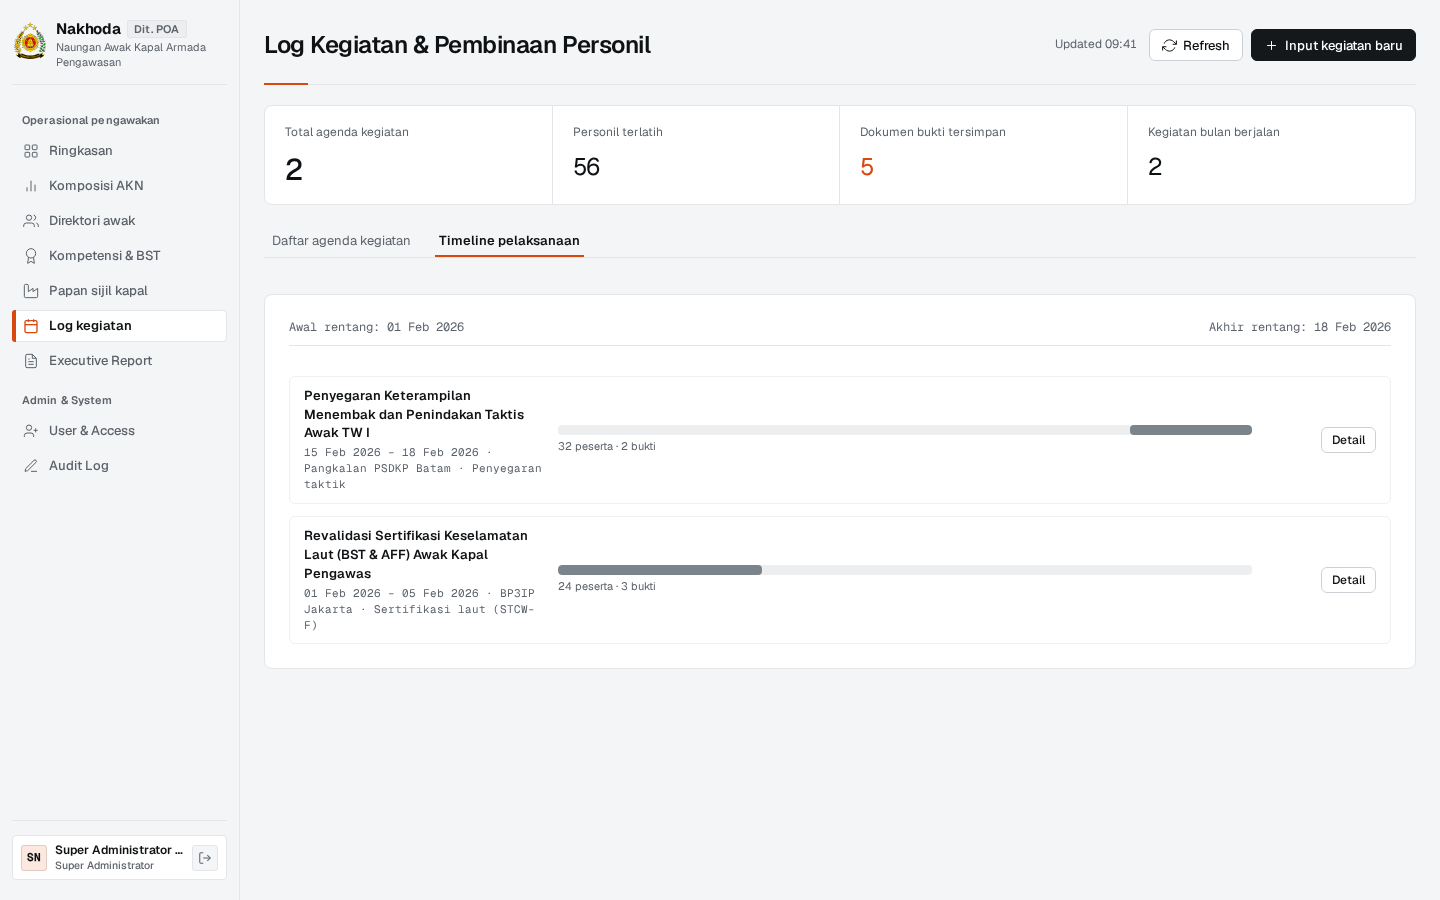 Nakhoda Dit. POA
Naungan Awak Kapal Armada
Pengawasan
Operasional pengawakan
Ringkasan
Komposisi AKN
Direktori awak
Kompetensi & BST
Papan sijil kapal
Log kegiatan
Executive Report
Admin & System
User & Access
Audit Log
SN
Super Administrator ...
Super Administrator
Log Kegiatan & Pembinaan Personil
Updated 09:41
Refresh
Input kegiatan baru
Total agenda kegiatan
2
Personil terlatih
56
Dokumen bukti tersimpan
5
Kegiatan bulan berjalan
2
Daftar agenda kegiatan
Timeline pelaksanaan
Awal rentang: 01 Feb 2026
Akhir rentang: 18 Feb 2026
Penyegaran Keterampilan
Menembak dan Penindakan Taktis
Awak TW I
15 Feb 2026 – 18 Feb 2026 ·
Pangkalan PSDKP Batam · Penyegaran
taktik
32 peserta · 2 bukti
Detail
Revalidasi Sertifikasi Keselamatan
Laut (BST & AFF) Awak Kapal
Pengawas
01 Feb 2026 – 05 Feb 2026 · BP3IP
Jakarta · Sertifikasi laut (STCW-
F)
24 peserta · 3 bukti
Detail